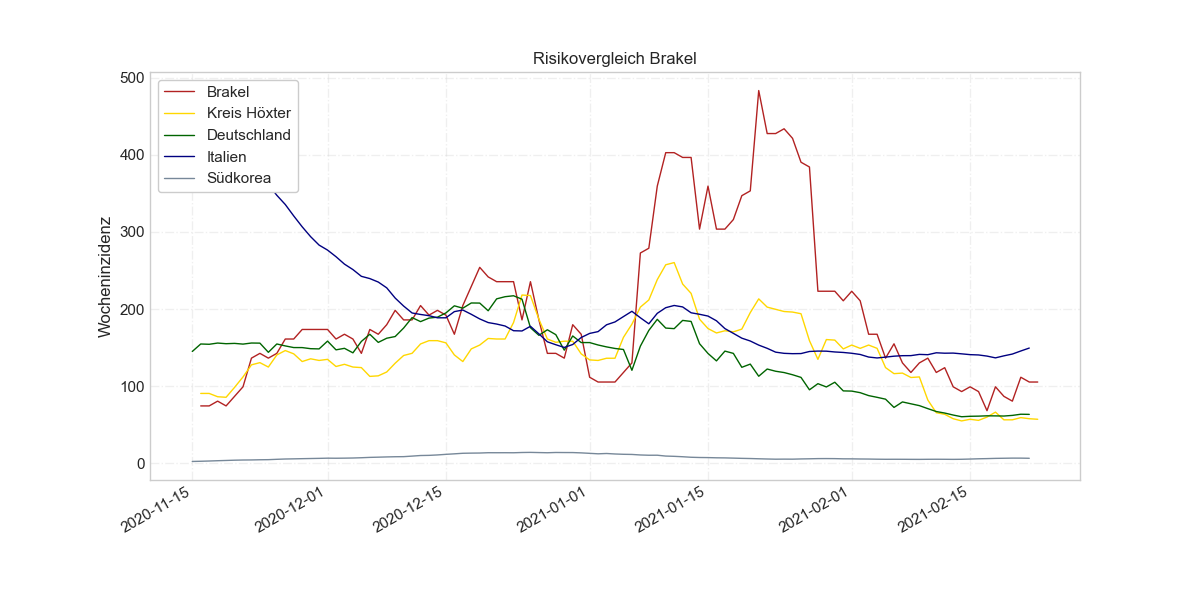 Risikovergleich Brakel
Wocheninzidenz
500
400
300
200
100
0
Brakel
Kreis Höxter
Deutschland
Italien
Südkorea
2020-11-15
2020-12-01
2020-12-15
2021-01-01
2021-01-15
2021-02-01
2021-02-15